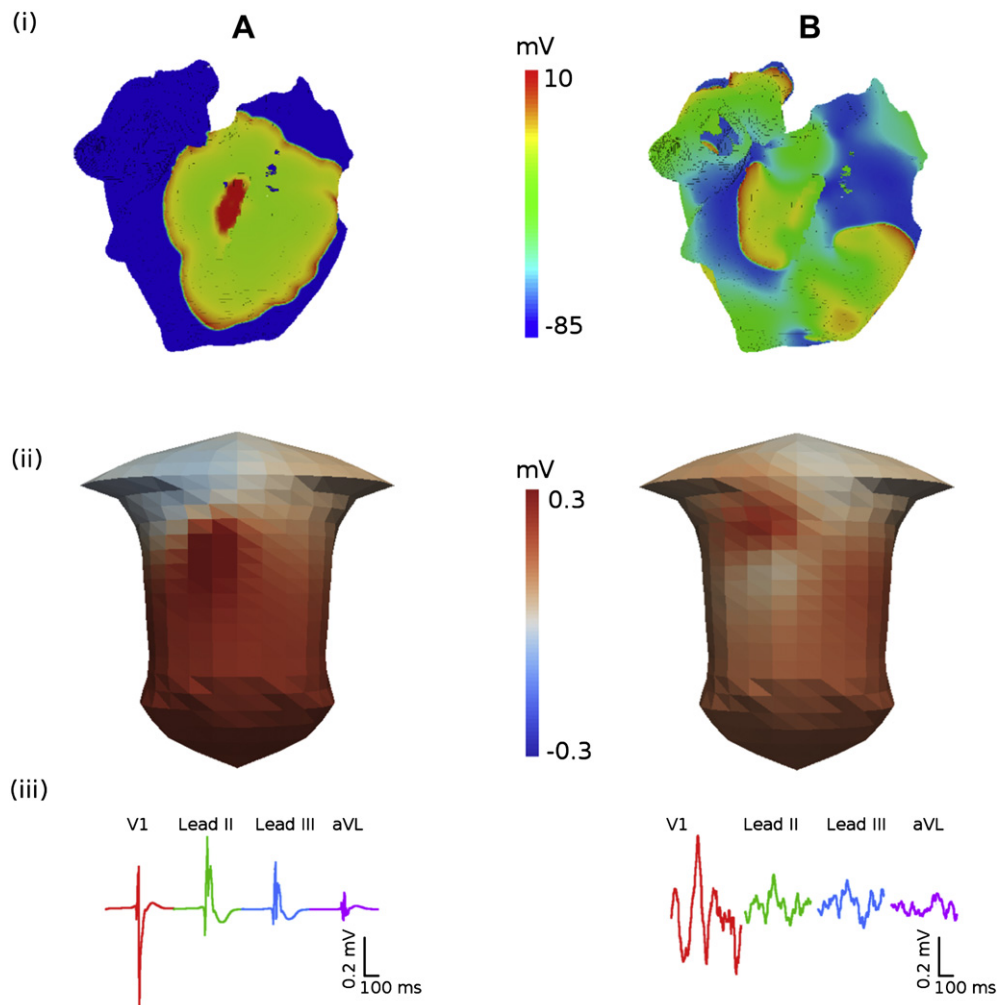 (i)
A
B
mV
10
-85
(ii)
mV
0.3
-0.3
(iii)
V1 Lead II Lead III aVL
0.2 mV
100 ms
V1 Lead II Lead III aVL
0.2 mV
100 ms